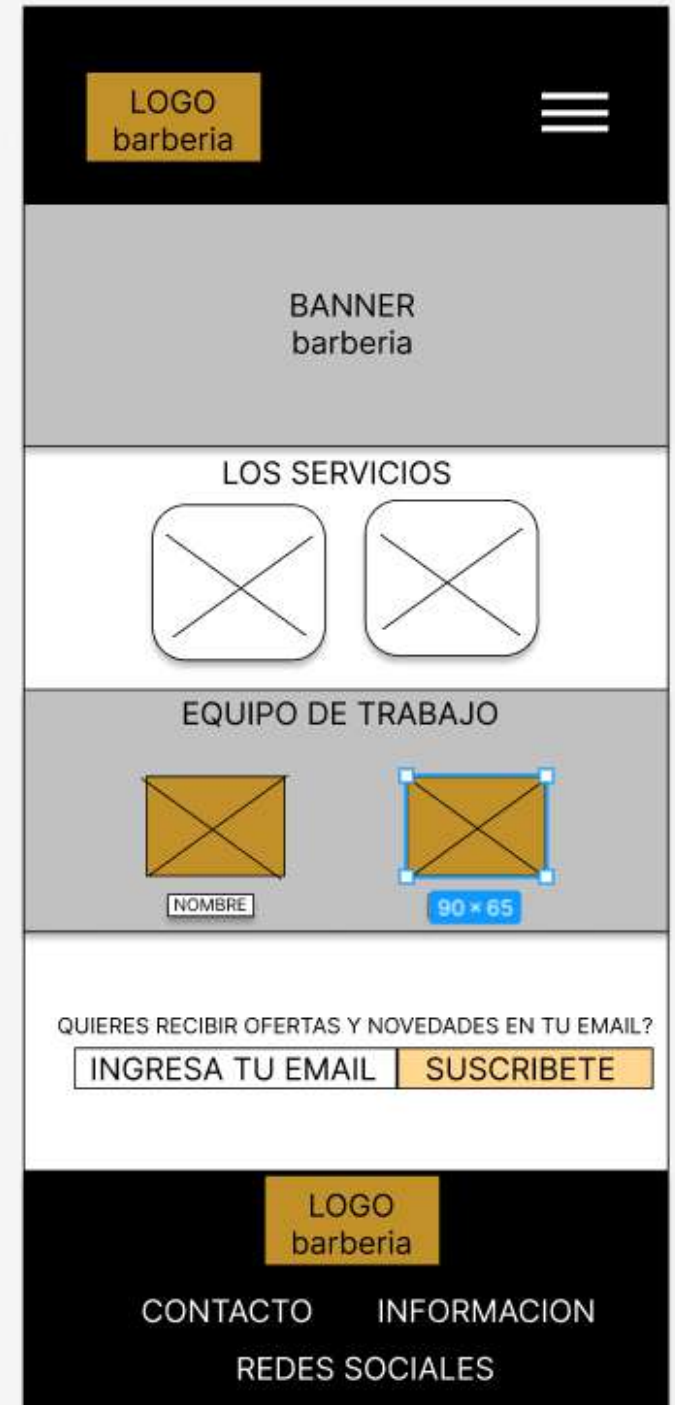 LOGO
barberia
BANNER
barberia
LOS SERVICIOS
EQUIPO DE TRABAJO
NOMBRE
90 × 65
QUIERES RECIBIR OFERTAS Y NOVEDADES EN TU EMAIL?
INGRESA TU EMAIL SUSCRIBETE
LOGO
barberia
CONTACTO INFORMACION
REDES SOCIALES